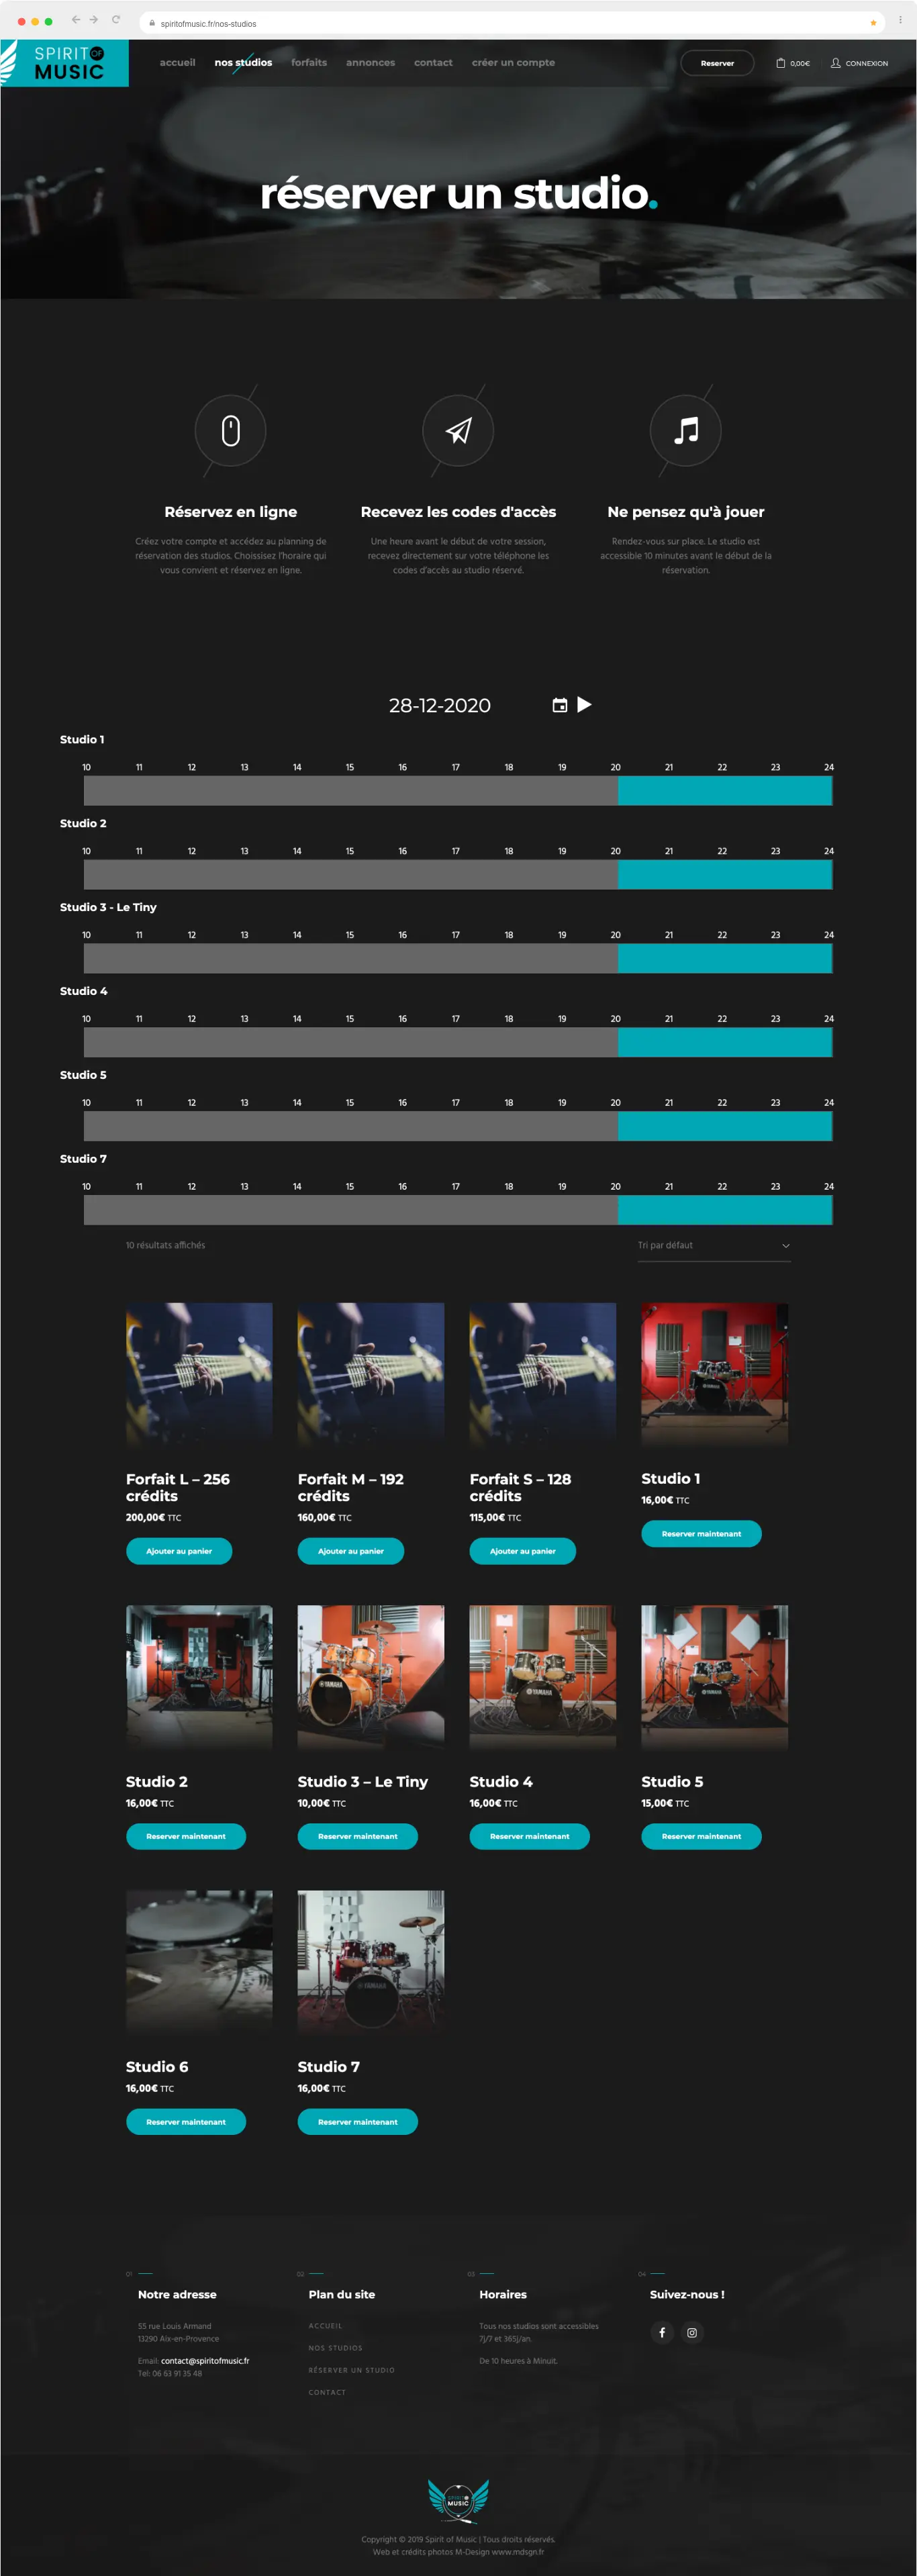 spiritofmusic.fr/nos-studios
SPIRIT OF
MUSIC
accueil nos studios forfaits annonces contact créer un compte Reserver 0,00€ CONNEXION
réserver un studio.
Réservez en ligne
Créez votre compte et accédez au planning de
réservation des studios. Choissisez l'horaire qui
vous convient et réservez en ligne.
Recevez les codes d'accès
Une heure avant le début de votre session,
recevez directement sur votre téléphone les
codes d'accès au studio réservé.
Ne pensez qu'à jouer
Rendez-vous sur place. Le studio est
accessible 10 minutes avant le début de la
réservation.
28-12-2020
Studio 1
10 11 12 13 14 15 16 17 18 19 20 21 22 23 24
Studio 2
10 11 12 13 14 15 16 17 18 19 20 21 22 23 24
Studio 3 - Le Tiny
10 11 12 13 14 15 16 17 18 19 20 21 22 23 24
Studio 4
10 11 12 13 14 15 16 17 18 19 20 21 22 23 24
Studio 5
10 11 12 13 14 15 16 17 18 19 20 21 22 23 24
Studio 7
10 11 12 13 14 15 16 17 18 19 20 21 22 23 24
10 résultats affichés
Tri par défaut
Forfait L – 256
crédits
200,00€ TTC
Ajouter au panier
Forfait M – 192
crédits
160,00€ TTC
Ajouter au panier
Forfait S – 128
crédits
115,00€ TTC
Ajouter au panier
YAMAHA
Studio 1
16,00€ TTC
Reserver maintenant
Studio 2
16,00€ TTC
Reserver maintenant
YAMAHA
Studio 3 – Le Tiny
10,00€ TTC
Reserver maintenant
YAMAHA
Studio 4
16,00€ TTC
Reserver maintenant
YAMAHA
Studio 5
15,00€ TTC
Reserver maintenant
Studio 6
16,00€ TTC
Reserver maintenant
YAMAHA
Studio 7
16,00€ TTC
Reserver maintenant
01
Notre adresse
55 rue Louis Armand
13290 Aix-en-Provence
Email: contact@spiritofmusic.fr
Tel: 06 63 91 35 48
02
Plan du site
ACCUEIL
NOS STUDIOS
RÉSERVER UN STUDIO
CONTACT
03
Horaires
Tous nos studios sont accessibles
7j/7 et 365j/an.
De 10 heures à Minuit.
04
Suivez-nous !
SPIRIT OF
MUSIC
Copyright © 2019 Spirit of Music | Tous droits réservés.
Web et crédits photos M-Design www.mdsgn.fr